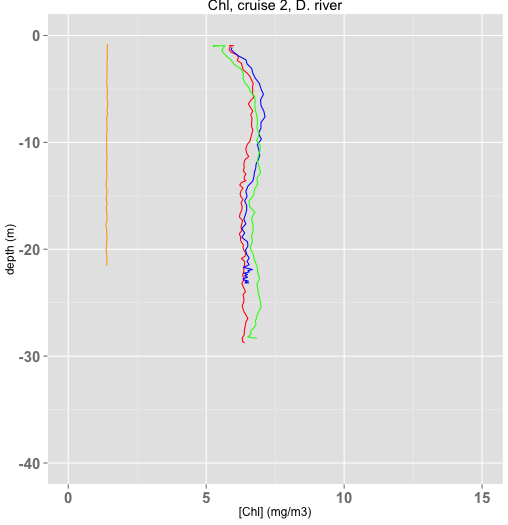 Chl, cruise 2, D. river
0
-10
-20
-30
-40
depth (m)
0 5 10 15
[Chl] (mg/m3)